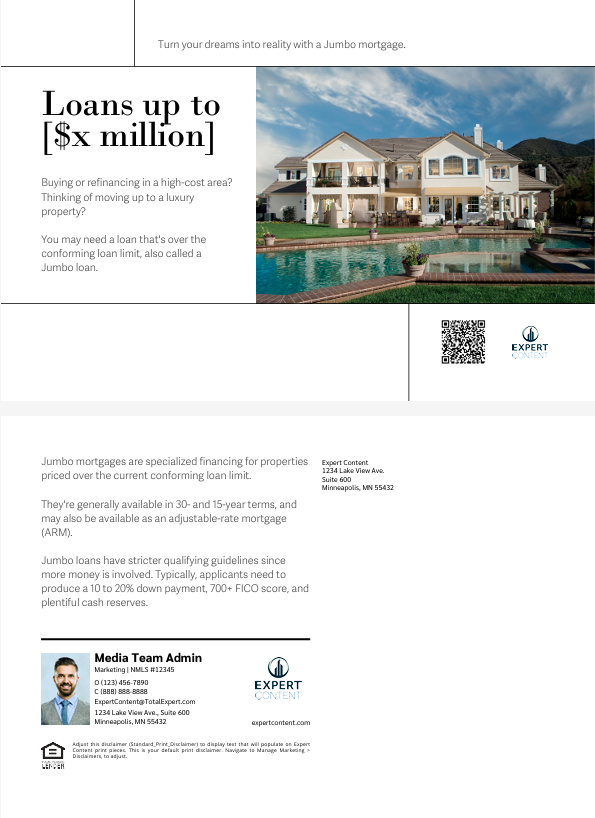 Turn your dreams into reality with a Jumbo mortgage.
Loans up to
[$x million]
Buying or refinancing in a high-cost area?
Thinking of moving up to a luxury
property?
You may need a loan that's over the
conforming loan limit, also called a
Jumbo loan.
EXPERT
CONTENT
Jumbo mortgages are specialized financing for properties
priced over the current conforming loan limit.
They're generally available in 30- and 15-year terms, and
may also be available as an adjustable-rate mortgage
(ARM).
Jumbo loans have stricter qualifying guidelines since
more money is involved. Typically, applicants need to
produce a 10 to 20% down payment, 700+ FICO score, and
plentiful cash reserves.
Expert Content
1234 Lake View Ave.
Suite 600
Minneapolis, MN 55432
Media Team Admin
Marketing | NMLS #12345
O (123) 456-7890
C (888) 888-8888
ExpertContent@TotalExpert.com
1234 Lake View Ave., Suite 600
Minneapolis, MN 55432
EXPERT
CONTENT
expertcontent.com
Adjust this disclaimer (Standard_Print_Disclaimer) to display text that will populate on Expert
Content print pieces. This is your default print disclaimer. Navigate to Manage Marketing >
Disclaimers, to adjust.
LENDER